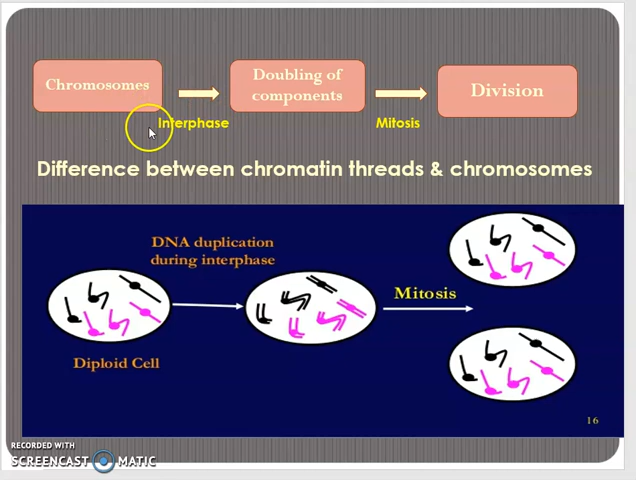 Chromosomes
Doubling of
components
Division
Interphase
Mitosis
Difference between chromatin threads & chromosomes
DNA duplication
during interphase
Mitosis
Diploid Cell
16
RECORDED WITH
SCREENCAST MATIC